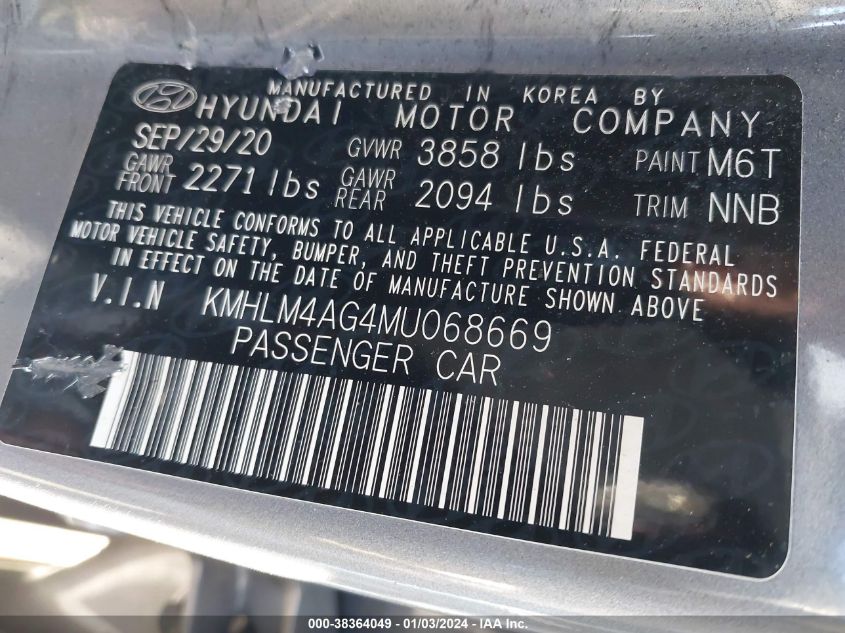 MANUFACTURED IN KOREA BY
HYUNDAI MOTOR COMPANY
SEP/29/20 GVWR 3858 lbs PAINT M6T
GAWR FRONT 2271 lbs GAWR REAR 2094 lbs TRIM NNB
THIS VEHICLE CONFORMS TO ALL APPLICABLE U.S.A. FEDERAL
MOTOR VEHICLE SAFETY, BUMPER, AND THEFT PREVENTION STANDARDS
IN EFFECT ON THE DATE OF MANUFACTURE SHOWN ABOVE
V.I.N KMHLM4AG4MU068669
PASSENGER CAR
000-38364049 - 01/03/2024 - IAA Inc.